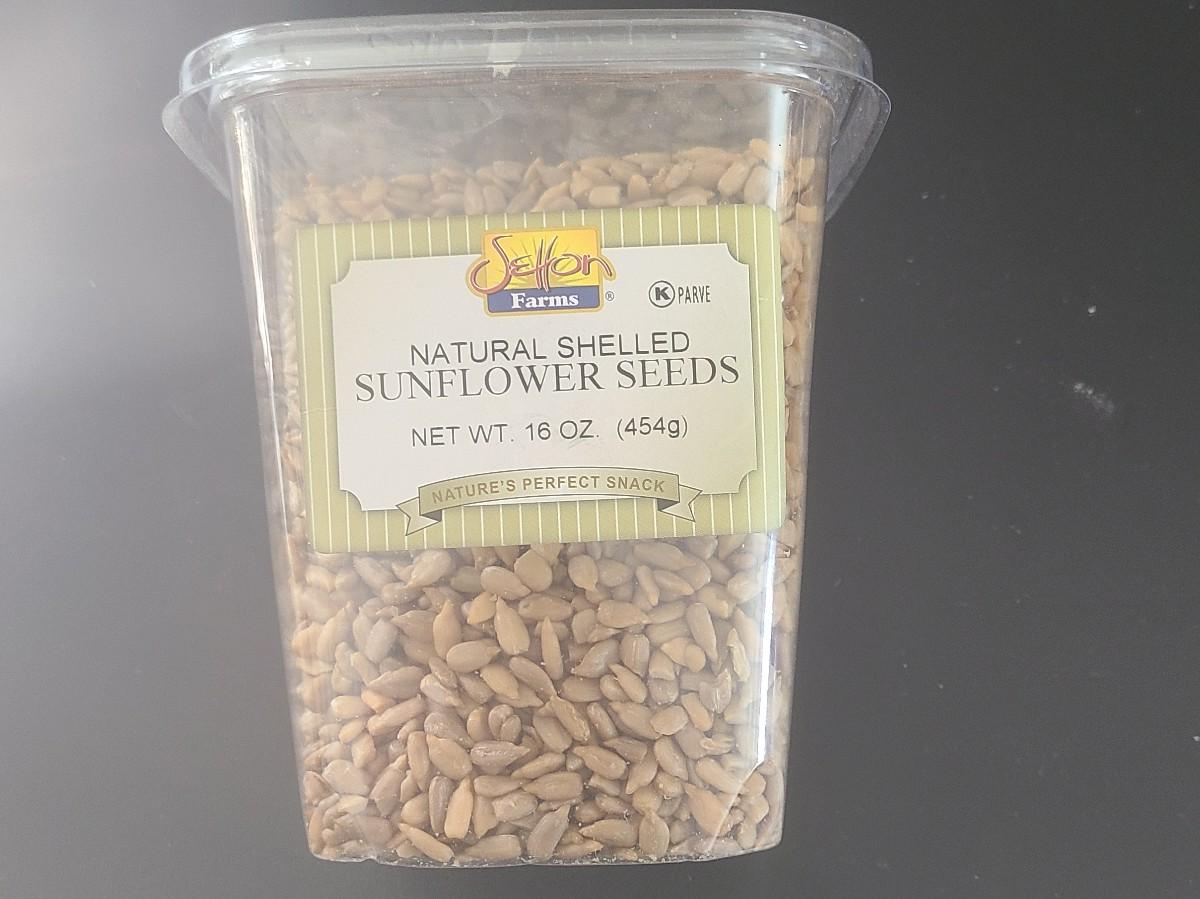 Setton
Farms ®
K PARVE
NATURAL SHELLED
SUNFLOWER SEEDS
NET WT. 16 OZ. (454g)
NATURE'S PERFECT SNACK